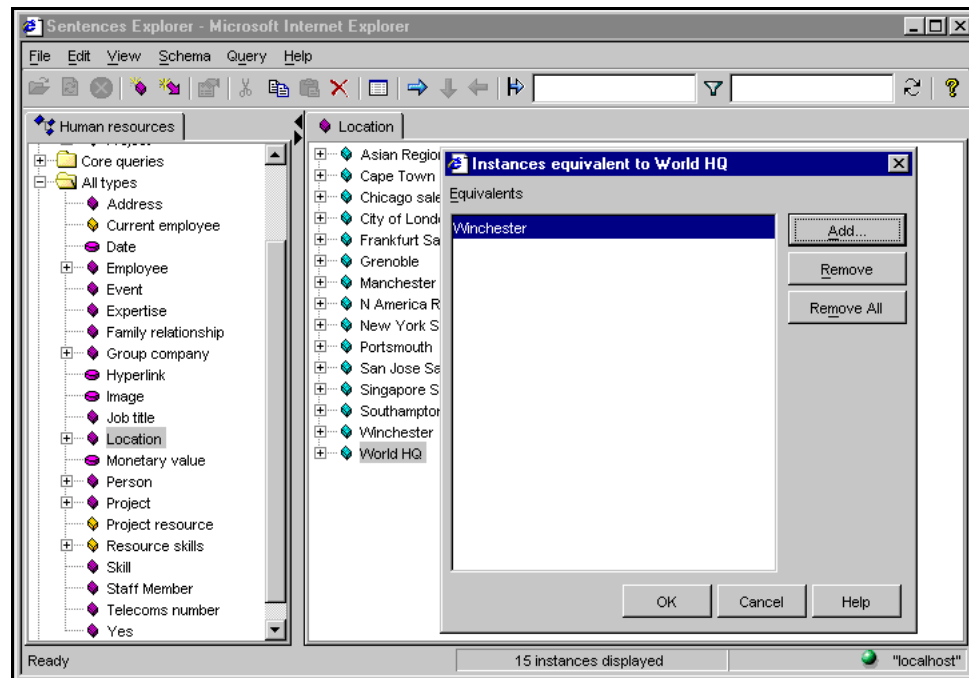 Sentences Explorer - Microsoft Internet Explorer
File Edit View Schema Query Help
Human resources
Core queries
All types
Address
Current employee
Date
Employee
Event
Expertise
Family relationship
Group company
Hyperlink
Image
Job title
Location
Monetary value
Person
Project
Project resource
Resource skills
Skill
Staff Member
Telecoms number
Yes
Location
Asian Regio
Cape Town
Chicago sale
City of Lond
Frankfurt Sa
Grenoble
Manchester
N America R
New York S
Portsmouth
San Jose Sa
Singapore S
Southampto
Winchester
World HQ
Instances equivalent to World HQ
Equivalents
Winchester
Add...
Remove
Remove All
OK Cancel Help
Ready 15 instances displayed "localhost"